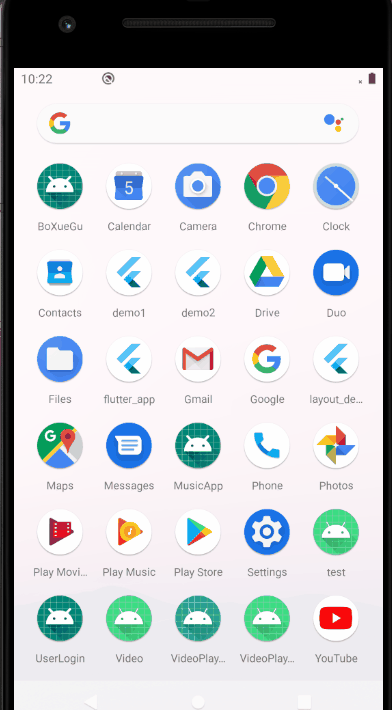 10:22
BoXueGu Calendar Camera Chrome Clock
5
Contacts demo1 demo2 Drive Duo
Files flutter_app Gmail Google layout_de...
Maps Messages MusicApp Phone Photos
Play Movi... Play Music Play Store Settings test
UserLogin Video VideoPlay... VideoPlay... YouTube